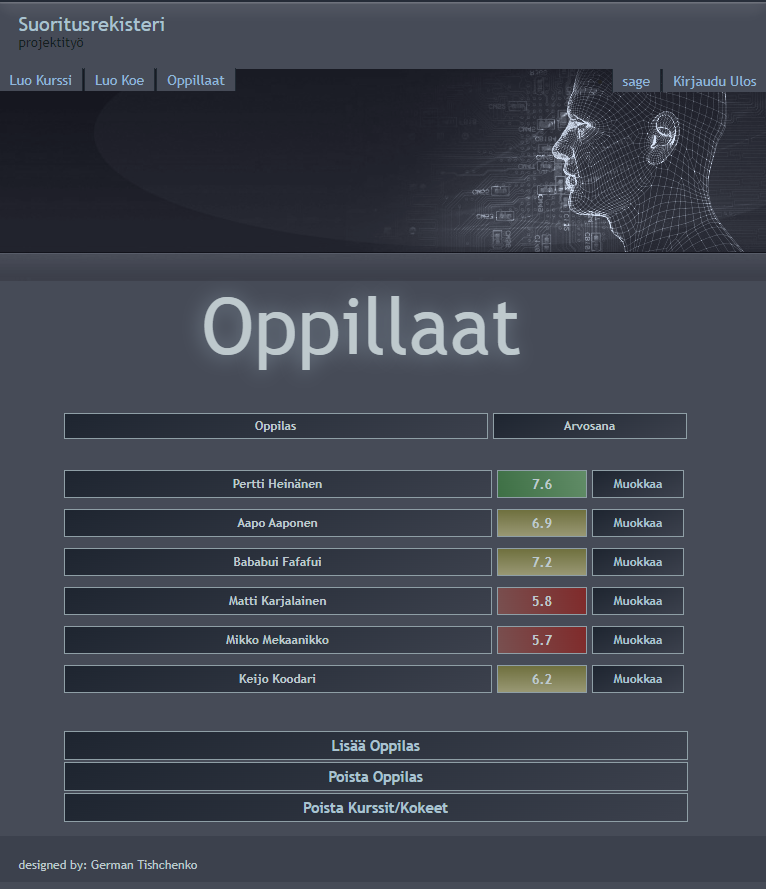 Suoritusrekisteri
projektityö
Luo Kurssi Luo Koe Oppillaat sage Kirjaudu Ulos
Oppillaat
Oppilas Arvosana
Pertti Heinänen 7.6 Muokkaa
Aapo Aaponen 6.9 Muokkaa
Bababui Fafafui 7.2 Muokkaa
Matti Karjalainen 5.8 Muokkaa
Mikko Mekaanikko 5.7 Muokkaa
Keijo Koodari 6.2 Muokkaa
Lisää Oppilas
Poista Oppilas
Poista Kurssit/Kokeet
designed by: German Tishchenko